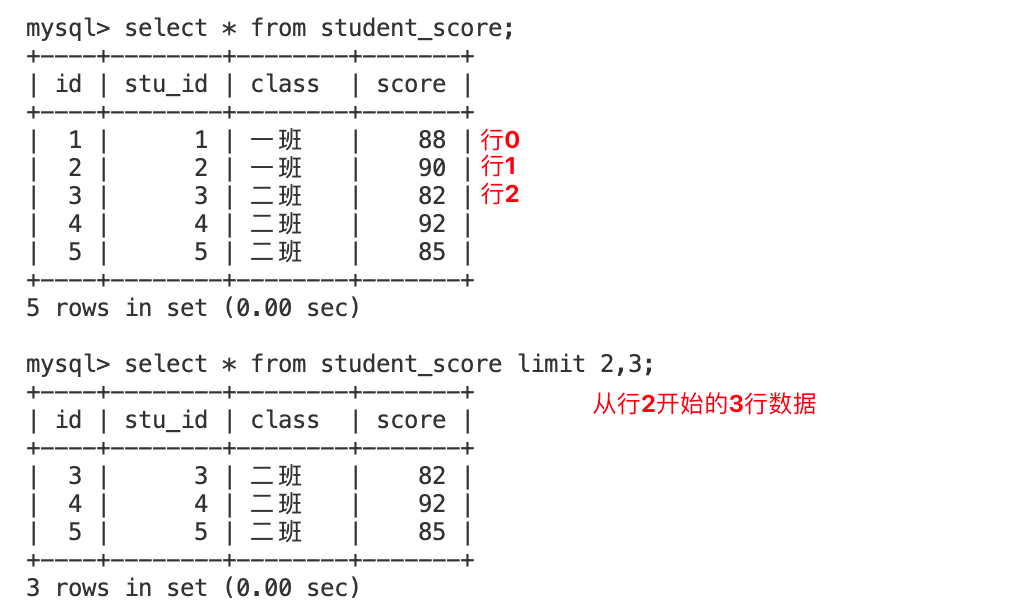 mysql> select * from student_score;
+----+--------+--------+-------+
| id | stu_id | class  | score |
+----+--------+--------+-------+
|  1 |      1 | 一班    |    88 | 行0
|  2 |      2 | 一班    |    90 | 行1
|  3 |      3 | 二班    |    82 | 行2
|  4 |      4 | 二班    |    92 |
|  5 |      5 | 二班    |    85 |
+----+--------+--------+-------+
5 rows in set (0.00 sec)
mysql> select * from student_score limit 2,3;
+----+--------+--------+-------+
从行2开始的3行数据
| id | stu_id | class  | score |
+----+--------+--------+-------+
|  3 |      3 | 二班    |    82 |
|  4 |      4 | 二班    |    92 |
|  5 |      5 | 二班    |    85 |
+----+--------+--------+-------+
3 rows in set (0.00 sec)